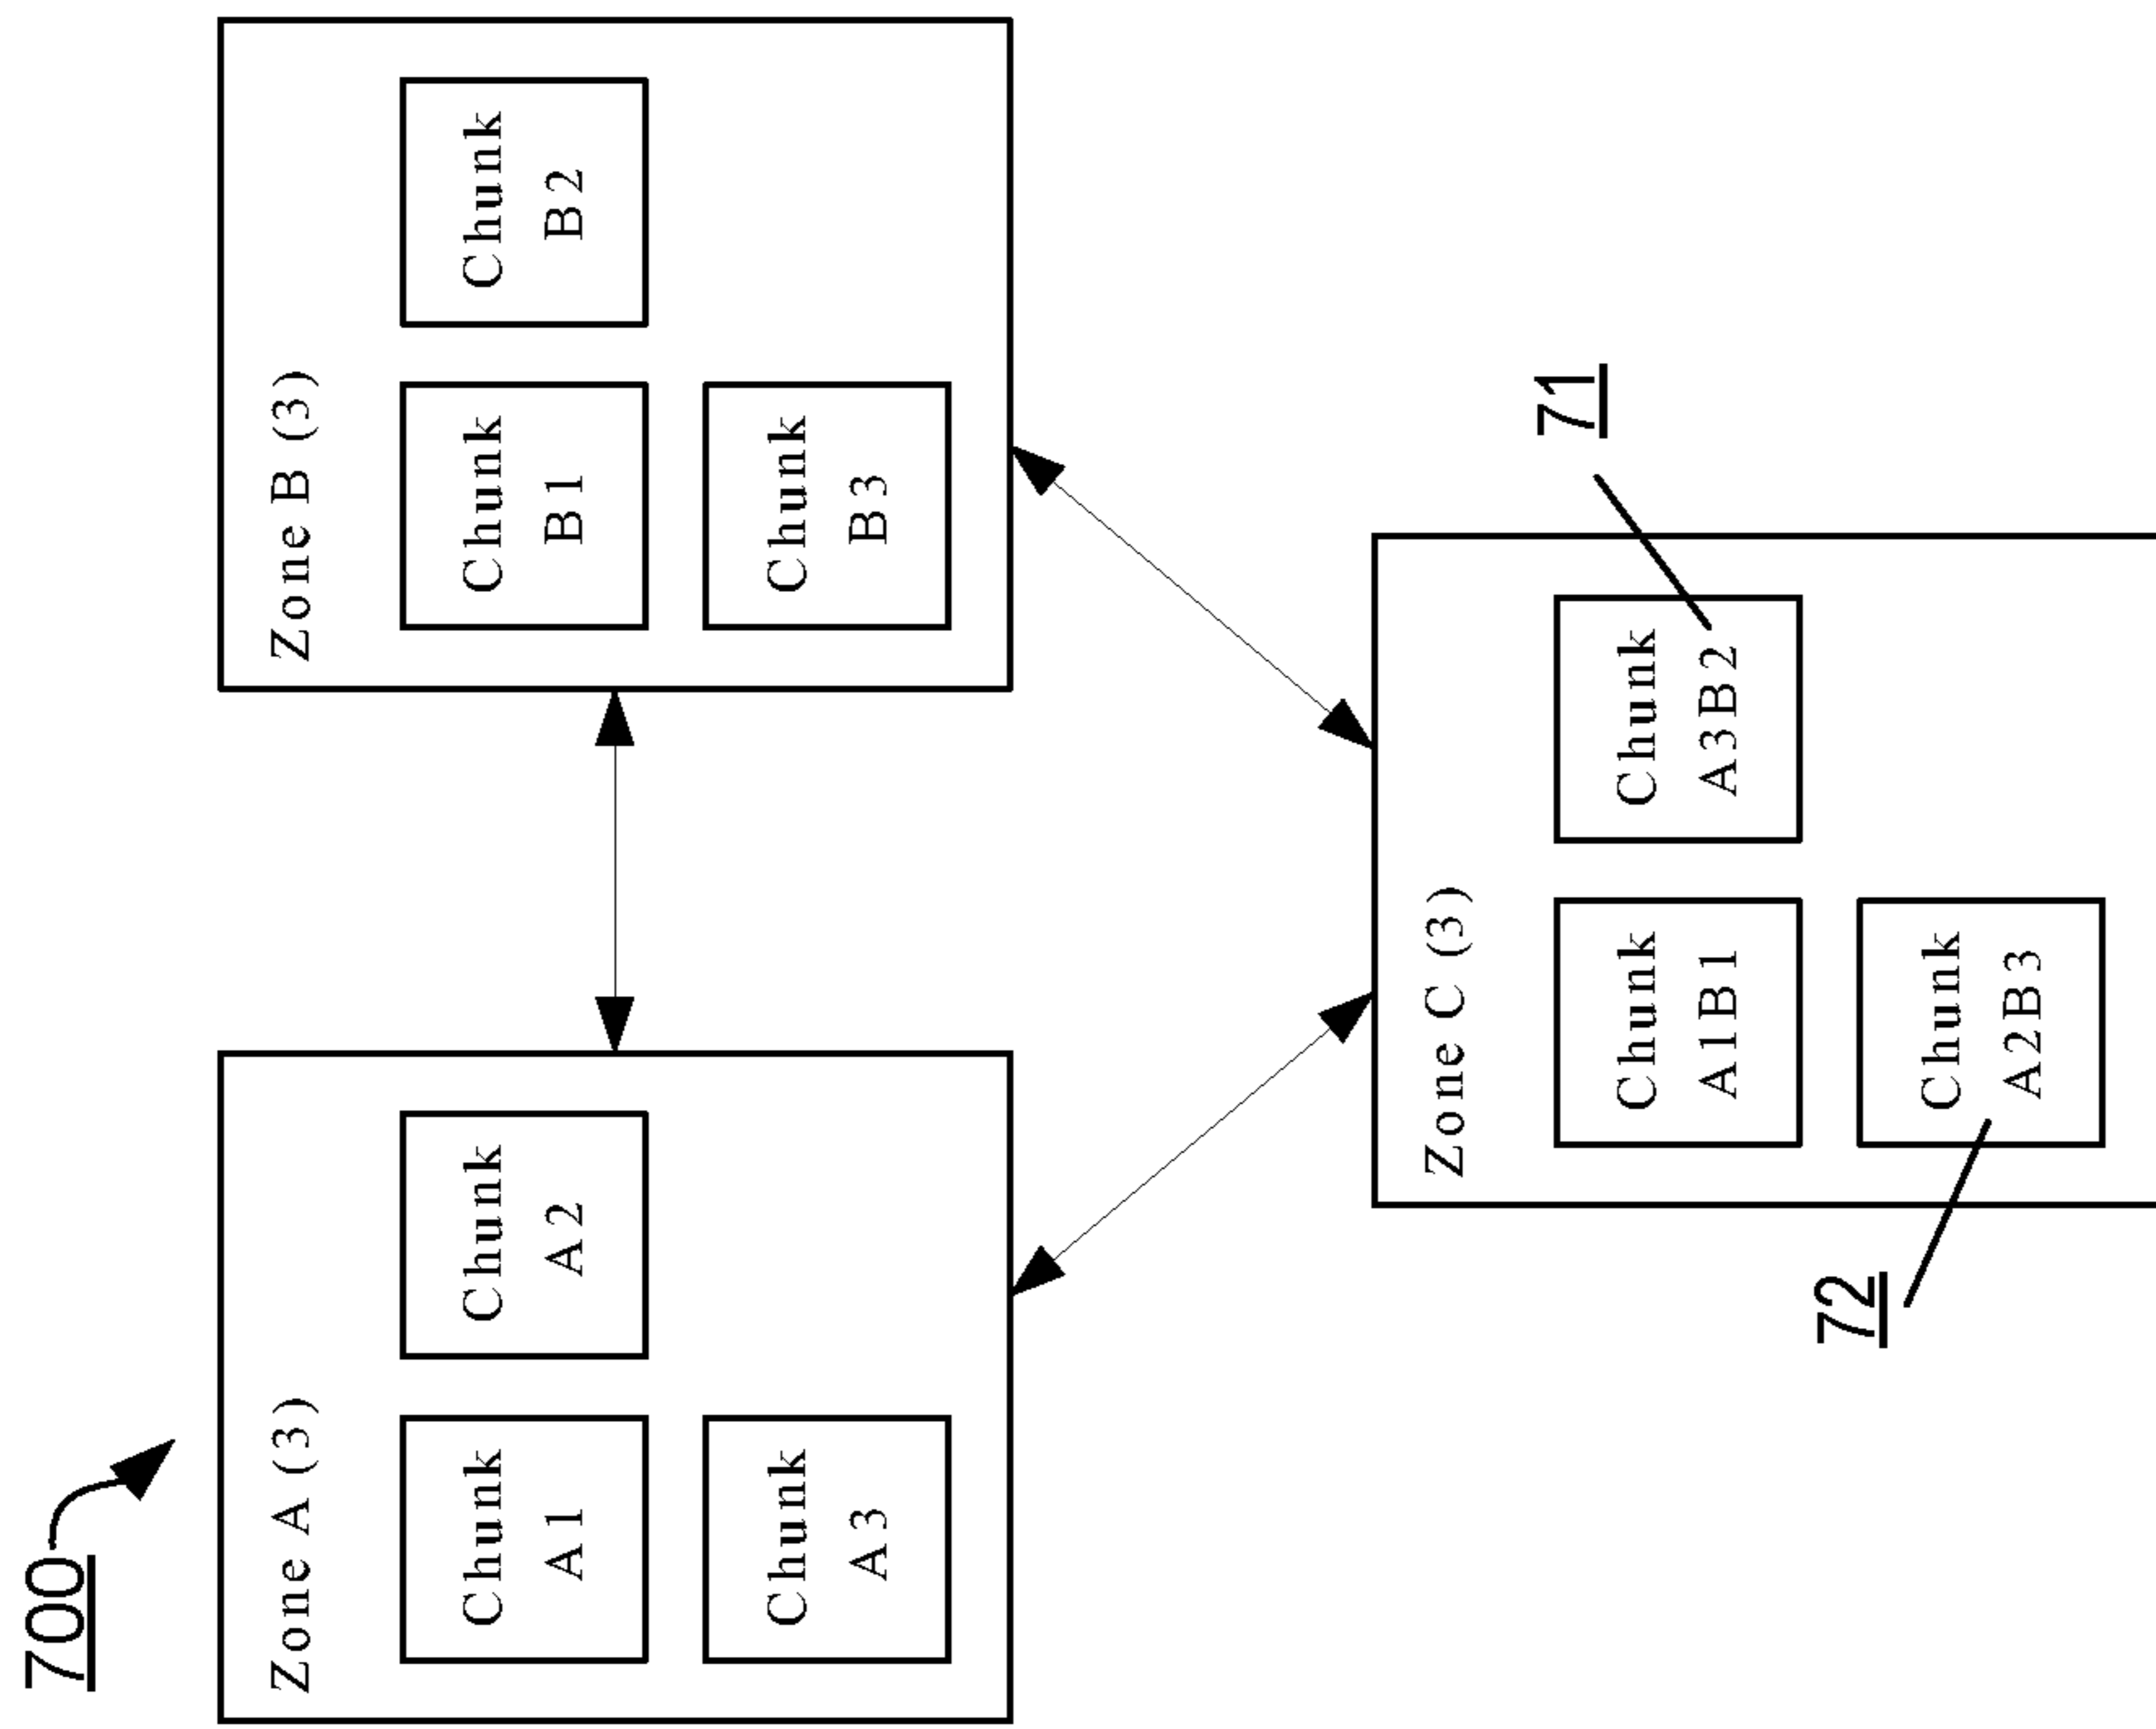 700
Zone A (3)
Chunk
A1
Chunk
A2
Chunk
A3
Zone B (3)
Chunk
B1
Chunk
B2
Chunk
B3
Zone C (3)
Chunk
A1B1
Chunk
A3B2
71
Chunk
A2B3
72